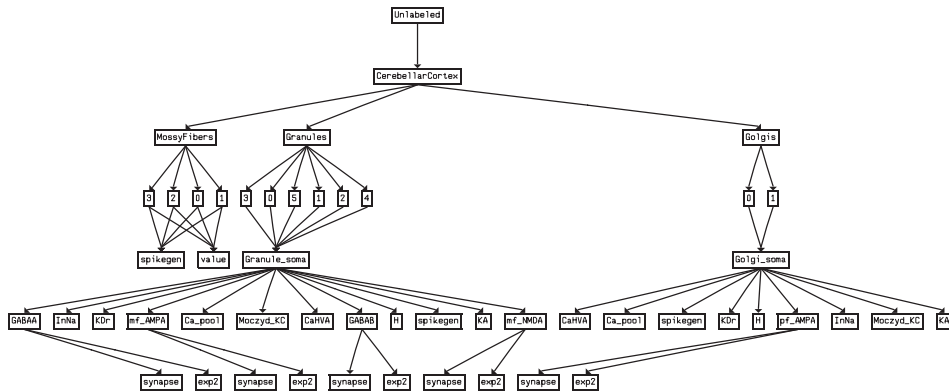 Unlabeled
CerebellarCortex
MossyFibers Granules Golgis
3 2 0 1 3 0 5 1 2 4 0 1
spikegen value Granule_soma Golgi_soma
GABAA InNa KDr mf_AMPA Ca_pool Moczyd_KC CaHVA GABAB H spikegen KA mf_NMDA CaHVA Ca_pool spikegen KDr H pf_AMPA InNa Moczyd_KC KA
synapse exp2 synapse exp2 synapse exp2 synapse exp2 synapse exp2